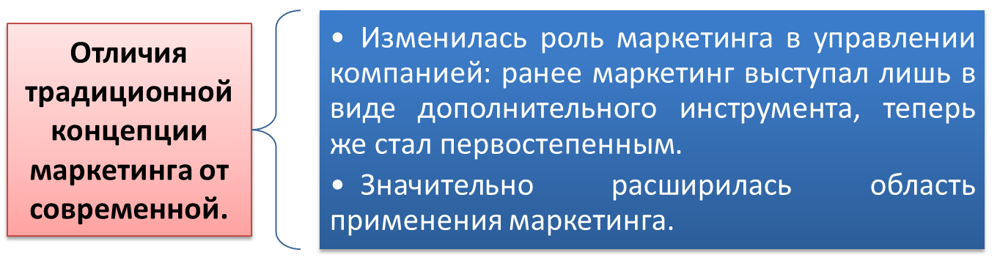 Отличия
традиционной
концепции
маркетинга от
современной.
• Изменилась роль маркетинга в управлении
компанией: ранее маркетинг выступал лишь в
виде дополнительного инструмента, теперь
же стал первостепенным.
• Значительно расширилась область
применения маркетинга.